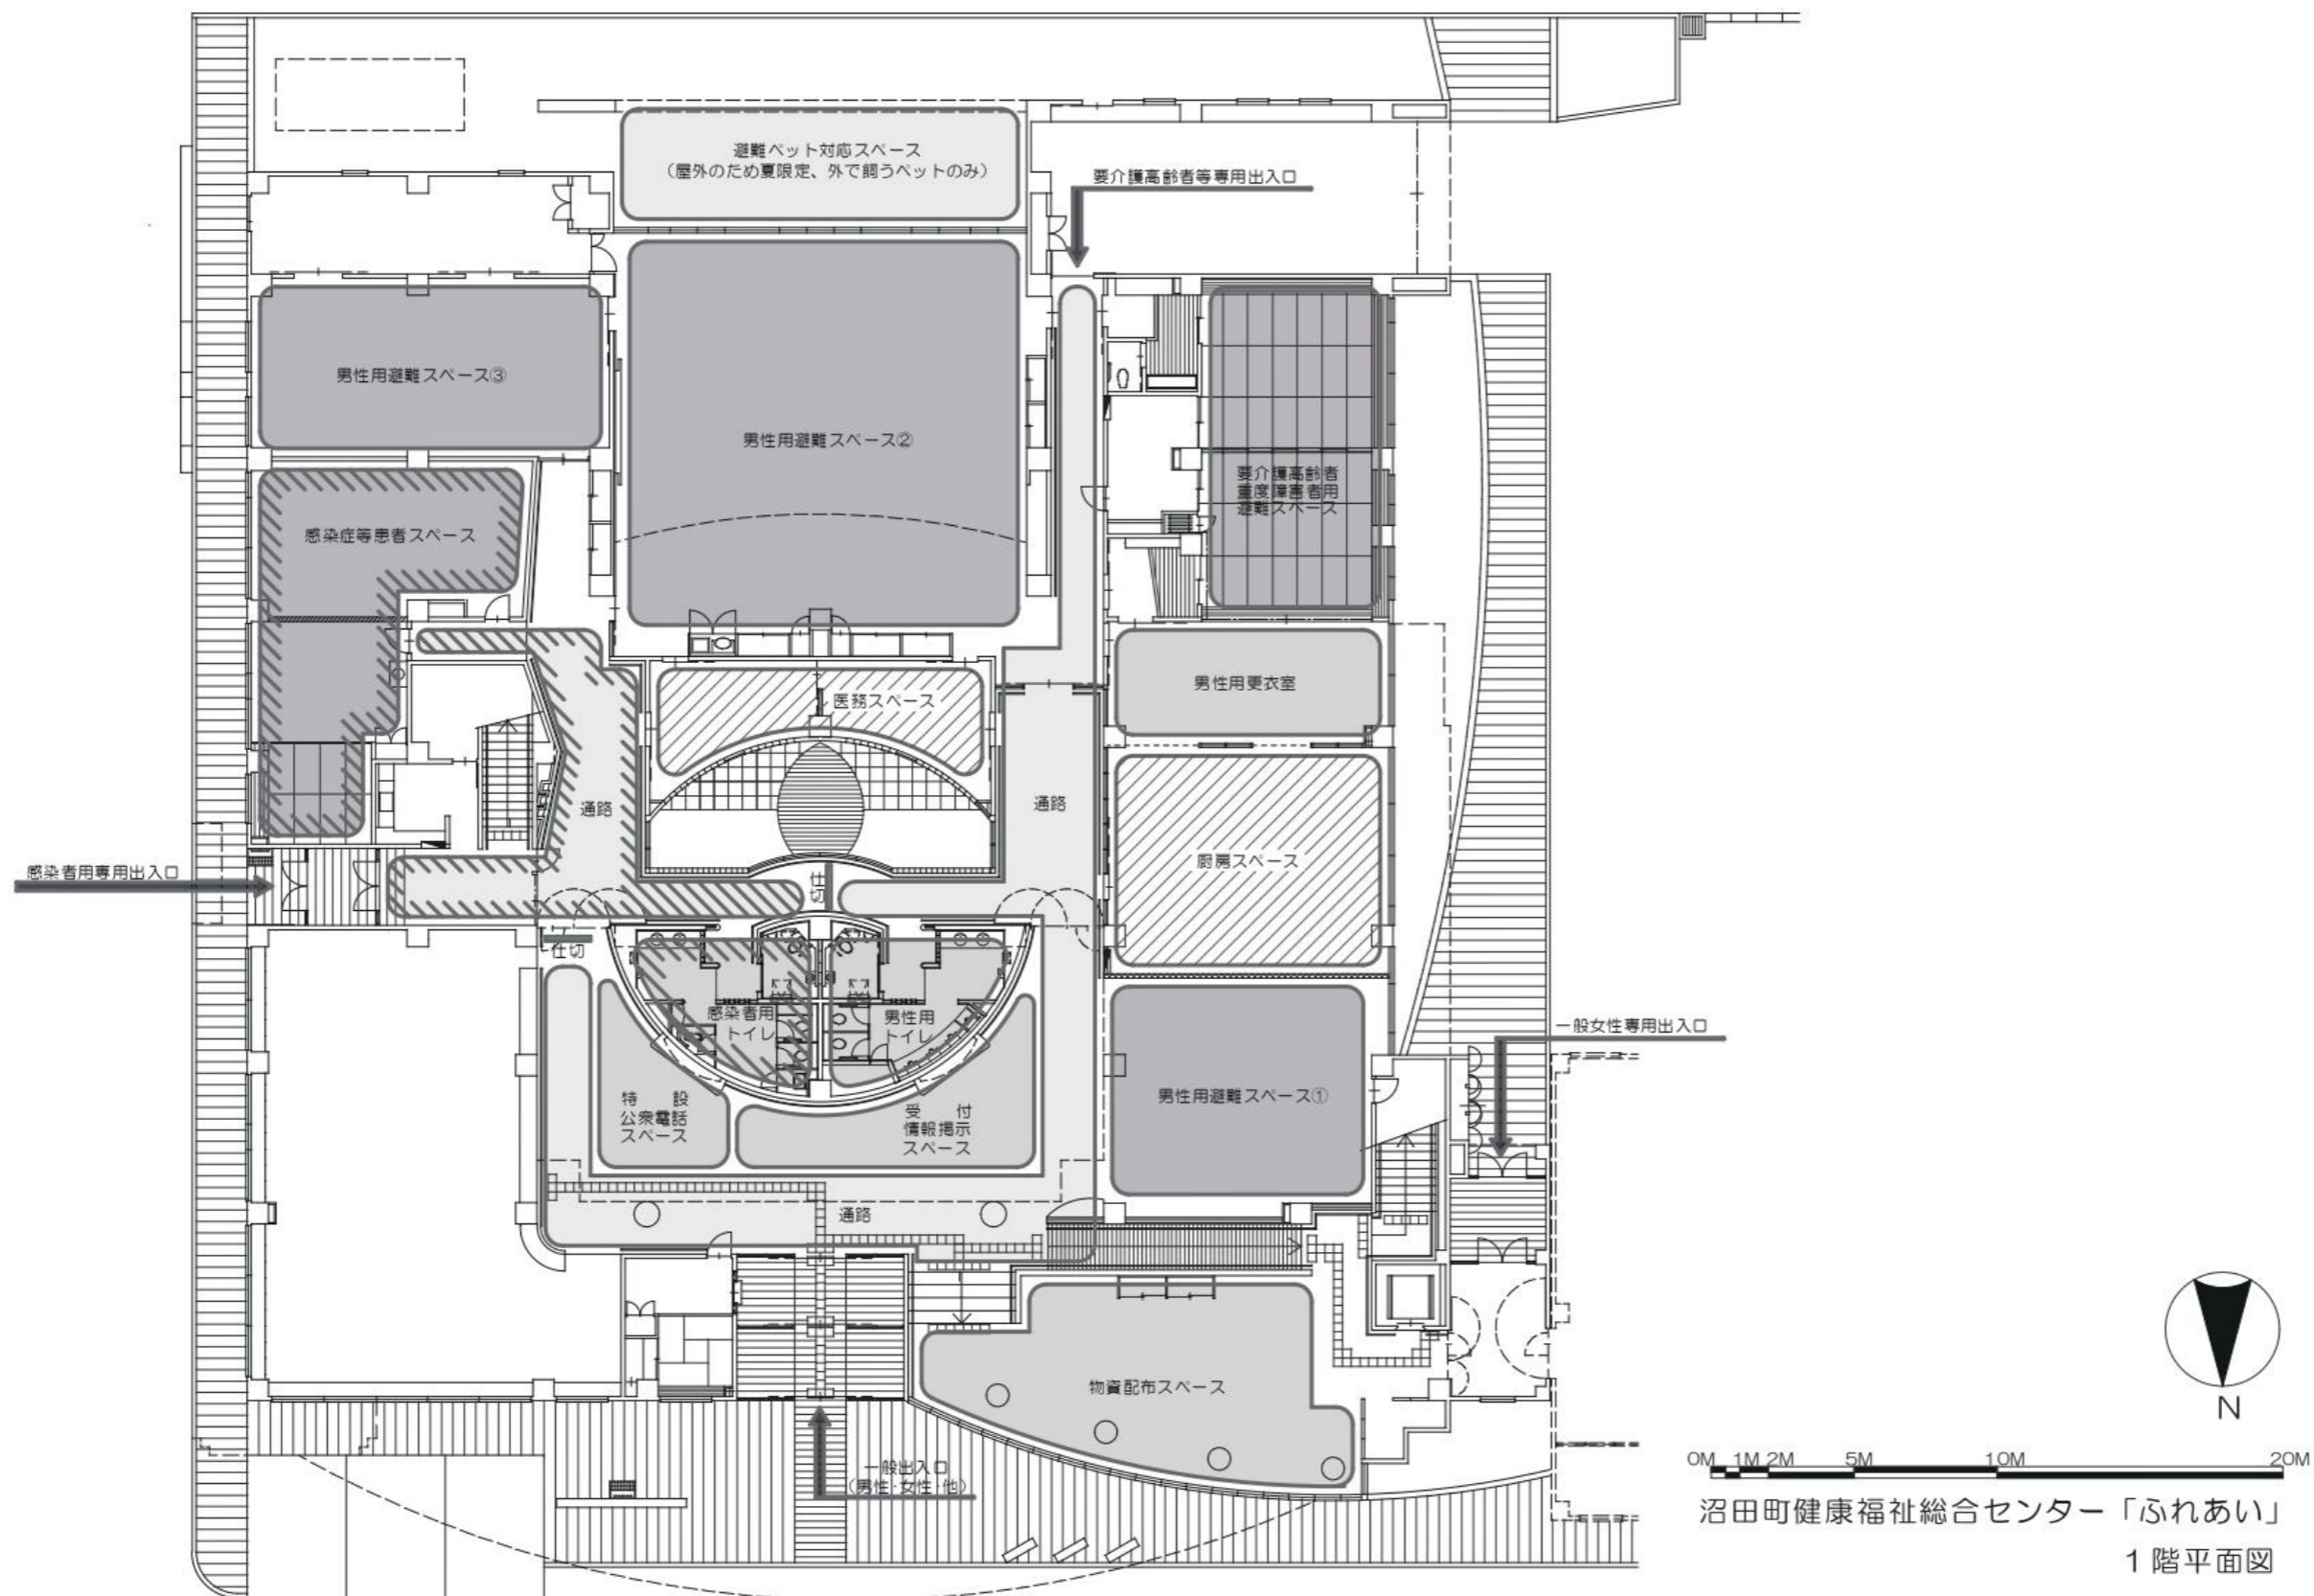 避難ペット対応スペース
(屋外のため夏限定、外で飼うペットのみ)
要介護高齢者等専用出入口
男性用避難スペース③
男性用避難スペース②
要介護高齢者
重度障害者用
避難スペース
感染症等患者スペース
男性用更衣室
医務スペース
通路
通路
厨房スペース
感染者用専用出入口
仕切
仕切
感染者用
トイレ
男性用
トイレ
一般女性専用出入口
特 設
公衆電話
スペース
受 付
情報掲示
スペース
男性用避難スペース①
通路
物資配布スペース
一般出入口
(男性・女性・他)
N
0M 1M 2M 5M 10M 20M
沼田町健康福祉総合センター「ふれあい」
1階平面図